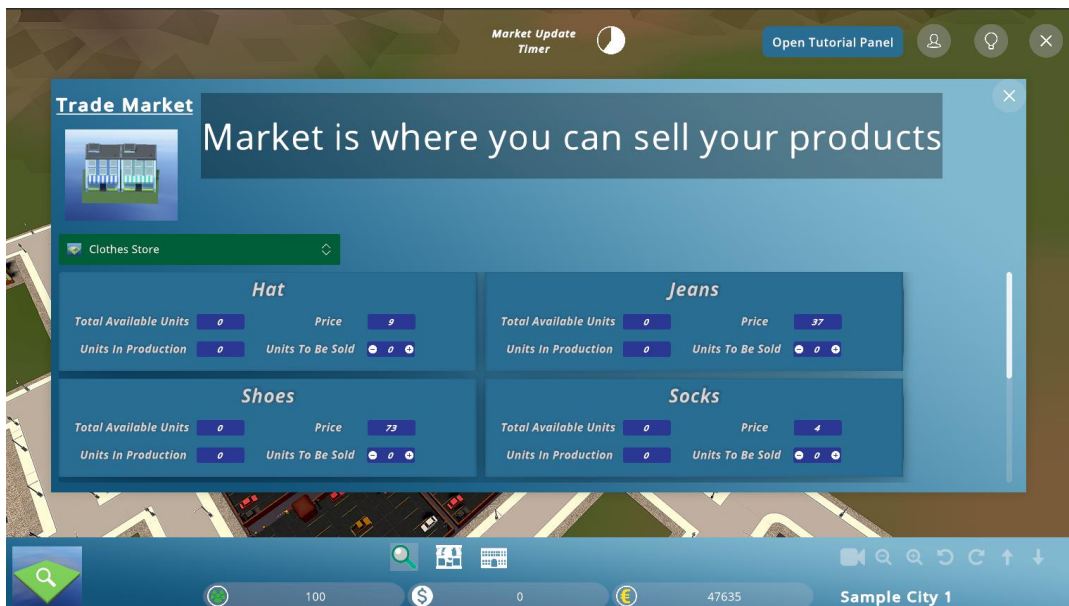 Market Update
Timer
Open Tutorial Panel
Trade Market
Market is where you can sell your products
Clothes Store
Hat
Total Available Units 0 Price 9
Units In Production 0 Units To Be Sold 0
Jeans
Total Available Units 0 Price 37
Units In Production 0 Units To Be Sold 0
Shoes
Total Available Units 0 Price 73
Units In Production 0 Units To Be Sold 0
Socks
Total Available Units 0 Price 4
Units In Production 0 Units To Be Sold 0
100 $ 0 € 47635 Sample City 1